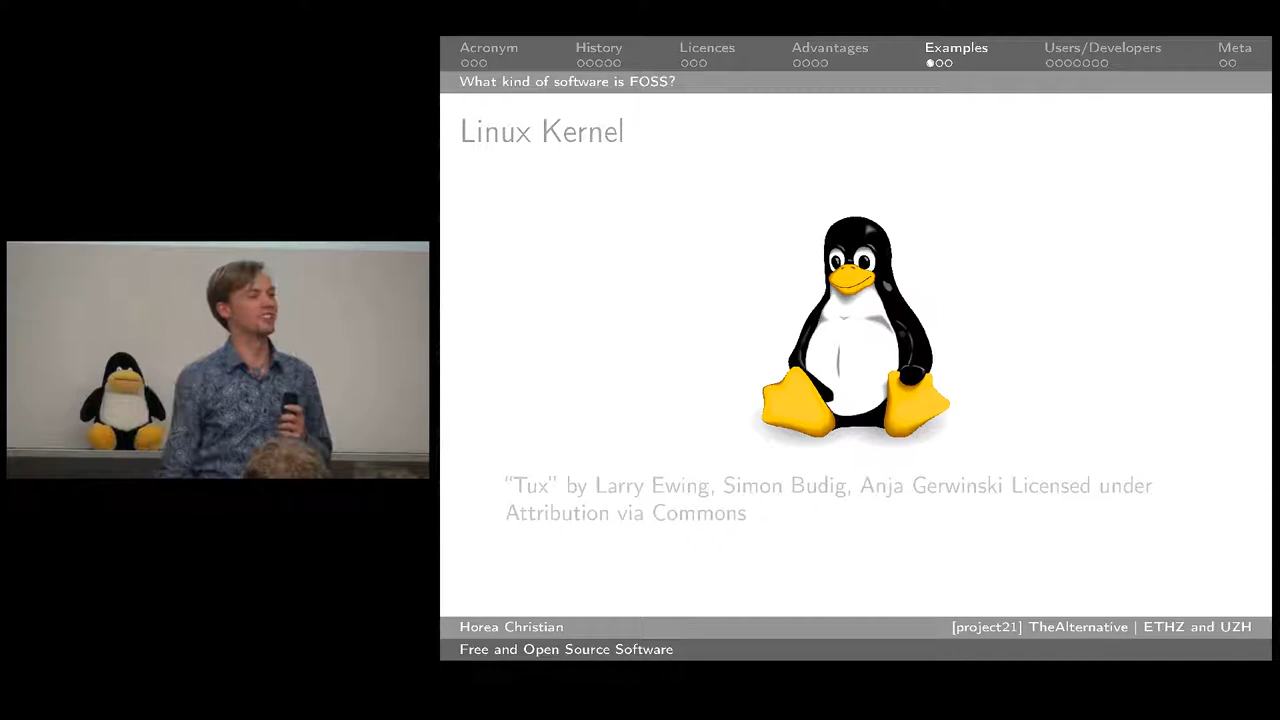 Acronym History Licences Advantages Examples Users/Developers Meta
What kind of software is FOSS?
Linux Kernel
“Tux” by Larry Ewing, Simon Budig, Anja Gerwinski Licensed under
Attribution via Commons
Horea Christian [project21] TheAlternative | ETHZ and UZH
Free and Open Source Software